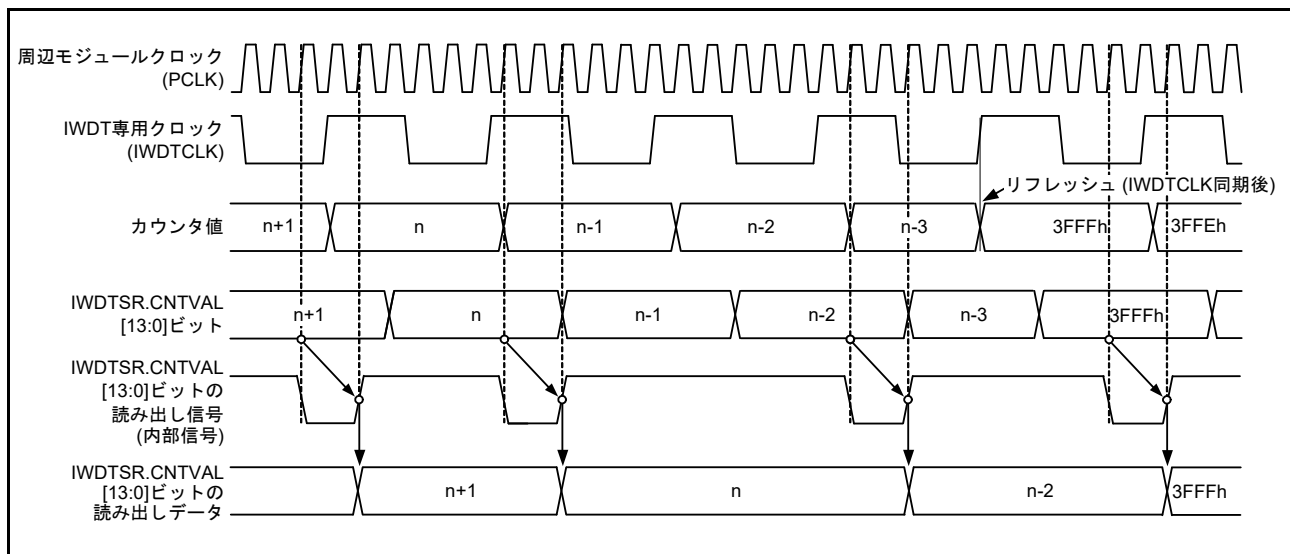 周辺モジュールクロック
(PCLK)
IWDT専用クロック
(IWDTCLK)
リフレッシュ (IWDTCLK同期後)
カウンタ値
n+1
n
n-1
n-2
n-3
3FFFh
3FFEh
IWDTSR.CNTVAL
[13:0]ビット
n+1
n
n-1
n-2
n-3
3FFFh
IWDTSR.CNTVAL
[13:0]ビットの
読み出し信号
(内部信号)
IWDTSR.CNTVAL
[13:0]ビットの
読み出しデータ
n+1
n
n-2
3FFFh